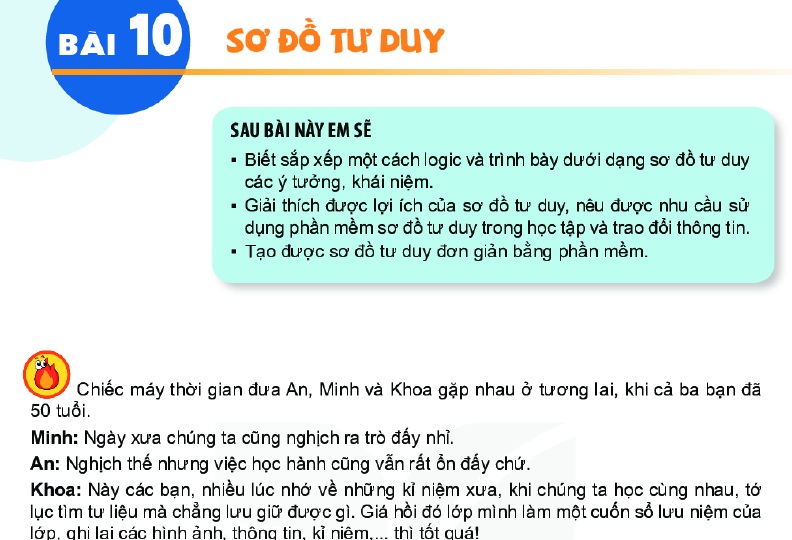 BÀI 10
SƠ ĐỒ TƯ DUY
SAU BÀI NÀY EM SẼ
▪ Biết sắp xếp một cách logic và trình bày dưới dạng sơ đồ tư duy
các ý tưởng, khái niệm.
▪ Giải thích được lợi ích của sơ đồ tư duy, nêu được nhu cầu sử
dụng phần mềm sơ đồ tư duy trong học tập và trao đổi thông tin.
▪ Tạo được sơ đồ tư duy đơn giản bằng phần mềm.
Chiếc máy thời gian đưa An, Minh và Khoa gặp nhau ở tương lai, khi cả ba bạn đã
50 tuổi.
Minh: Ngày xưa chúng ta cũng nghịch ra trò đấy nhỉ.
An: Nghịch thế nhưng việc học hành cũng vẫn rất ổn đấy chứ.
Khoa: Này các bạn, nhiều lúc nhớ về những kỉ niệm xưa, khi chúng ta học cùng nhau, tớ
lục tìm tư liệu mà chẳng lưu giữ được gì. Giá hồi đó lớp mình làm một cuốn sổ lưu niệm của
lớp, ghi lại các hình ảnh, thông tin, kỉ niệm,... thì tốt quá!